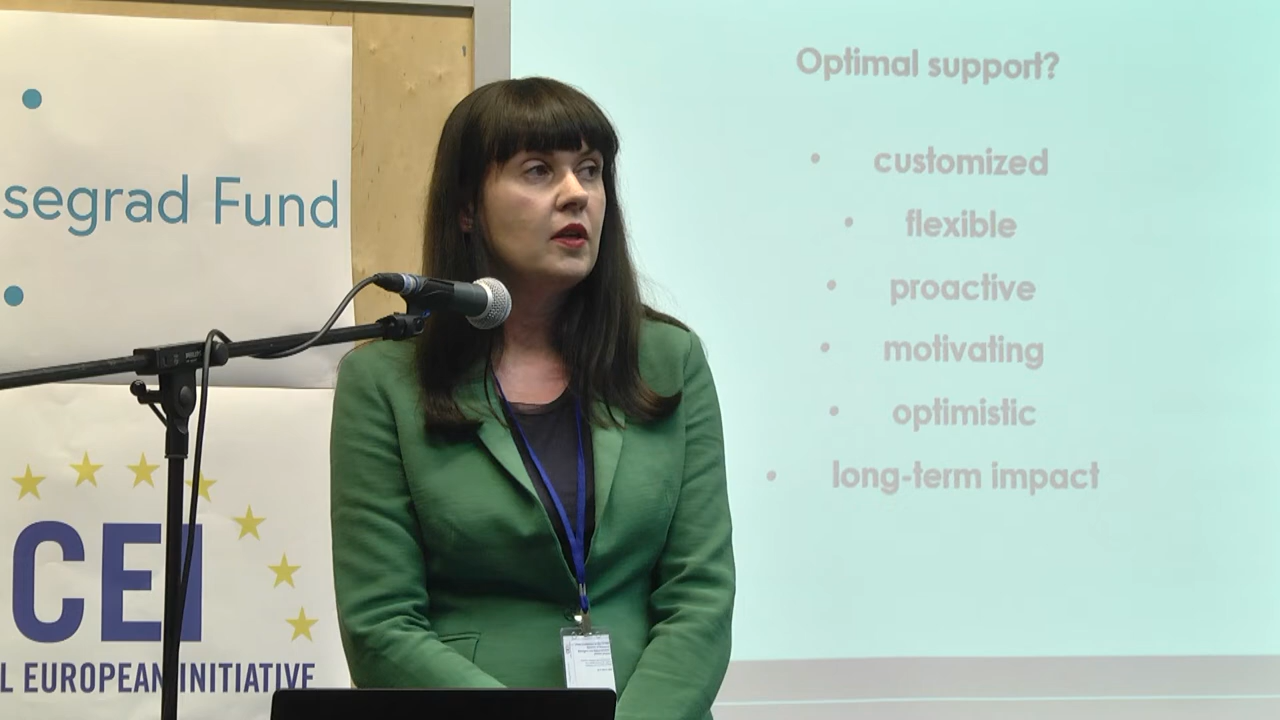 segrad Fund
CEI
L EUROPEAN INITIATIVE
Optimal support?
• customized
• flexible
• proactive
• motivating
• optimistic
• long-term impact